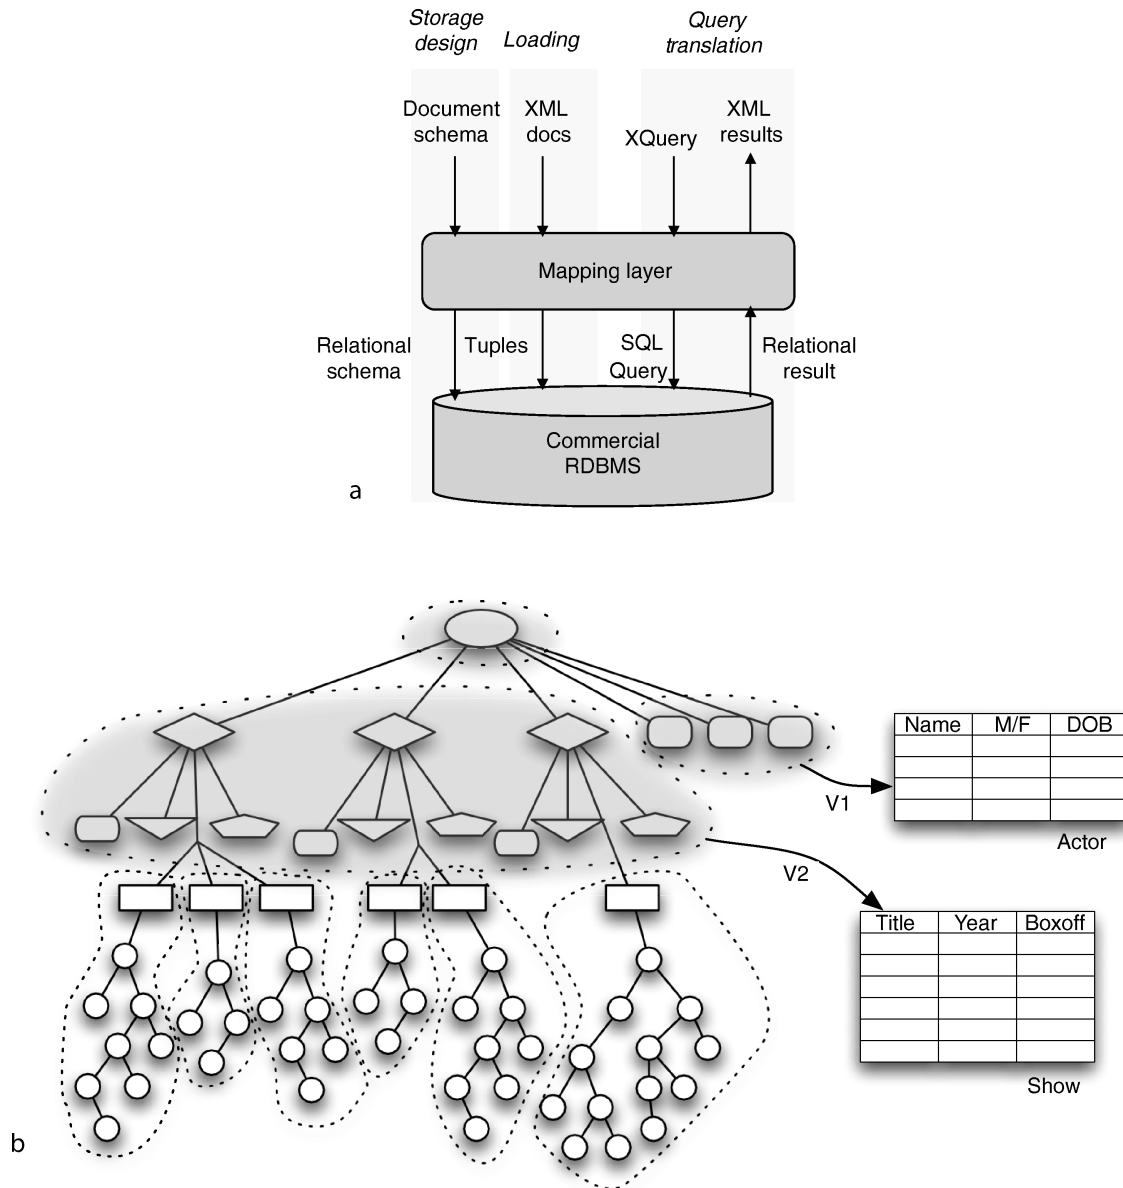 Storage
design
Loading
Query
translation
Document
schema
XML
docs
XQuery
XML
results
Mapping layer
Relational
schema
Tuples
SQL
Query
Relational
result
Commercial
RDBMS
a
Name M/F DOB
V1
Actor
V2
Title Year Boxoff
Show
b